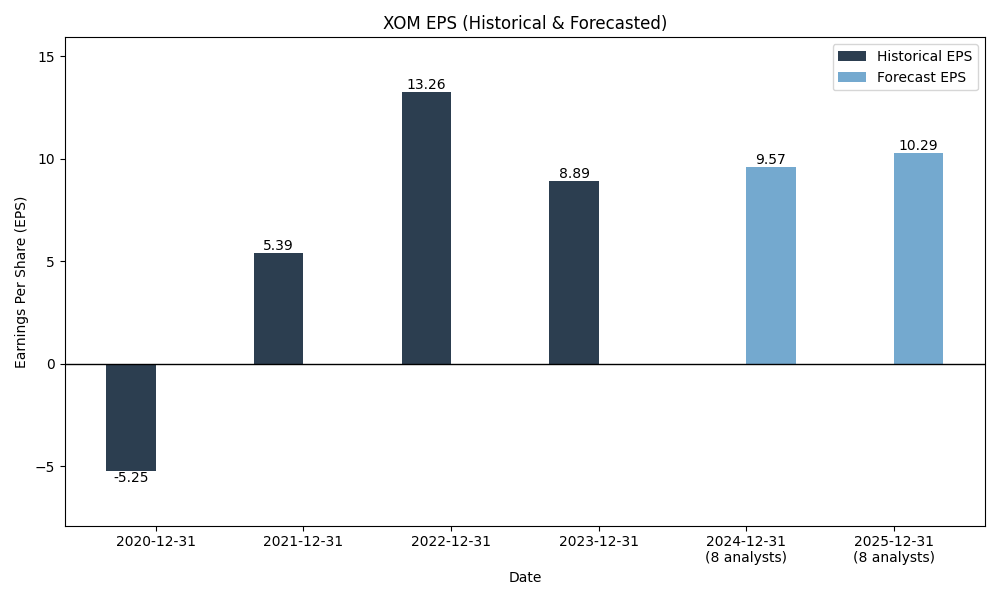 XOM EPS (Historical & Forecasted)
Historical EPS
Forecast EPS
Earnings Per Share (EPS)
15
10
5
0
−5
-5.25
5.39
13.26
8.89
9.57
10.29
2020-12-31
2021-12-31
2022-12-31
2023-12-31
2024-12-31
(8 analysts)
2025-12-31
(8 analysts)
Date